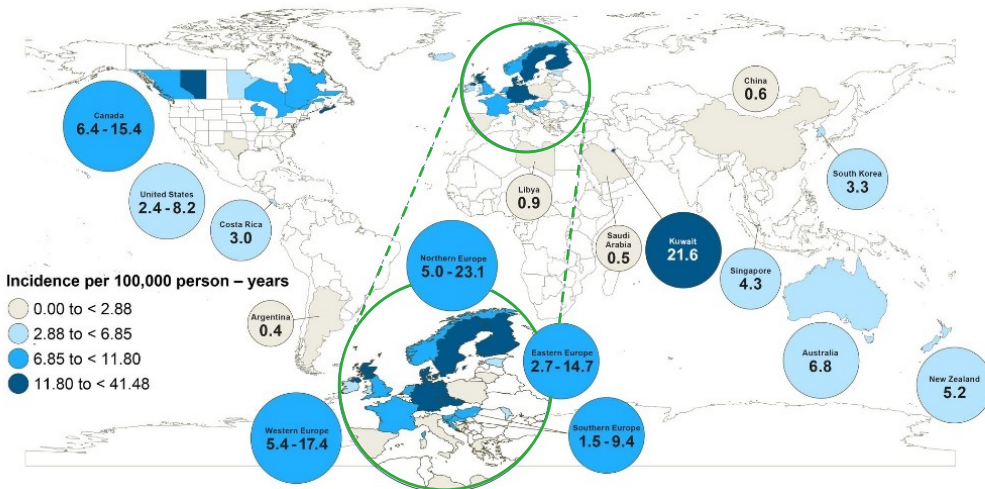 Canada
6.4 - 15.4
United States
2.4 - 8.2
Costa Rica
3.0
Argentina
0.4
Incidence per 100,000 person – years
0.00 to < 2.88
2.88 to < 6.85
6.85 to < 11.80
11.80 to < 41.48
Northern Europe
5.0 - 23.1
Eastern Europe
2.7 - 14.7
Western Europe
5.4 - 17.4
Southern Europe
1.5 - 9.4
Libya
0.9
Saudi
Arabia
0.5
Kuwait
21.6
China
0.6
South Korea
3.3
Singapore
4.3
Australia
6.8
New Zealand
5.2